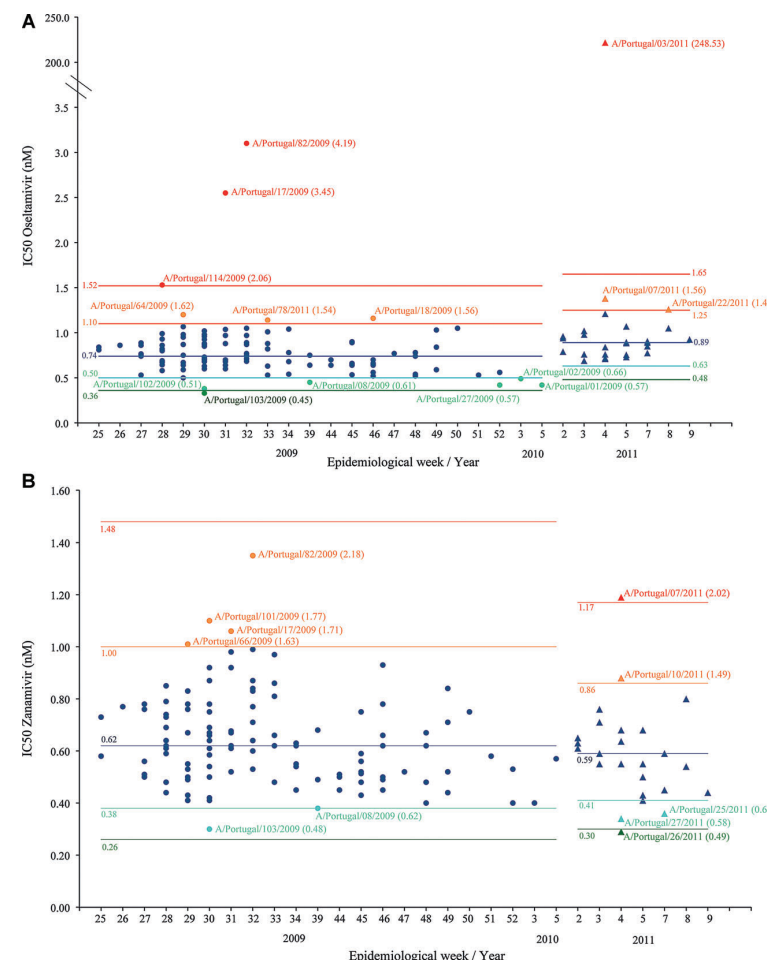 A
250.0
A/Portugal/03/2011 (248.53)
200.0
3.5
A/Portugal/82/2009 (4.19)
3.0
2.5
A/Portugal/17/2009 (3.45)
2.0
IC50 Oseltamivir (nM)
A/Portugal/114/2009 (2.06)
1.65
1.5
1.52
A/Portugal/07/2011 (1.56)
A/Portugal/64/2009 (1.62)
A/Portugal/78/2011 (1.54)
A/Portugal/18/2009 (1.56)
A/Portugal/22/2011 (1.4
1.25
1.10
1.0
0.89
0.74
0.63
0.50
0.5
0.48
A/Portugal/02/2009 (0.66)
A/Portugal/102/2009 (0.51)
A/Portugal/08/2009 (0.61)
A/Portugal/01/2009 (0.57)
0.36
A/Portugal/103/2009 (0.45)
A/Portugal/27/2009 (0.57)
0.0
25 26 27 28 29 30 31 32 33 34 39 44 45 46 47 48 49 50 51 52 3 5 2 3 4 5 6 7 8 9
2009 2010 2011
Epidemiological week / Year
B
1.60
1.48
1.40
A/Portugal/82/2009 (2.18)
1.20
A/Portugal/07/2011 (2.02)
1.17
A/Portugal/101/2009 (1.77)
A/Portugal/17/2009 (1.71)
A/Portugal/66/2009 (1.63)
1.00
1.00
A/Portugal/10/2011 (1.49)
0.86
IC50 Zanamivir (nM)
0.80
0.62
0.60
0.59
0.41
0.40
0.38
A/Portugal/08/2009 (0.62)
A/Portugal/25/2011 (0.6
A/Portugal/27/2011 (0.58)
A/Portugal/103/2009 (0.48)
0.30
A/Portugal/26/2011 (0.49)
0.26
0.20
0.00
25 26 27 28 29 30 31 32 33 34 39 44 45 46 47 48 49 50 51 52 3 5 2 3 4 5 6 7 8 9
2009 2010 2011
Epidemiological week / Year